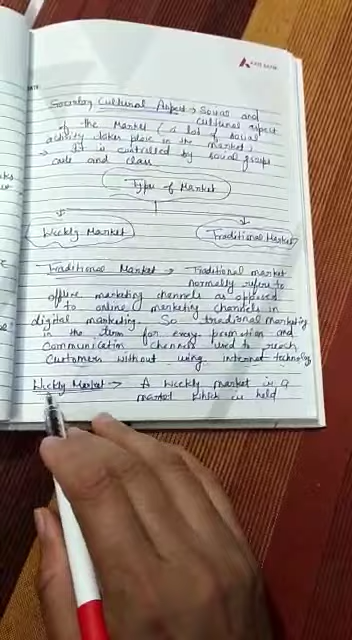 AXIS BANK
DATE
Sociology Cultural Aspect → Social and
cultural aspect
of the Market ( a lot of social
activity takes place in the market)
→ It is controlled by social groups
caste and class
Types of Market
Weekly Market
Traditional Market
Traditional Market → Traditional market
normally refers to
offline marketing channels as opposed
to online marketing channels in
digital marketing. So traditional marketing
is the term for every promotion and
Communication channels used to reach
Customers without using internet technology
Weekly Market → A weekly market is a
market which is held